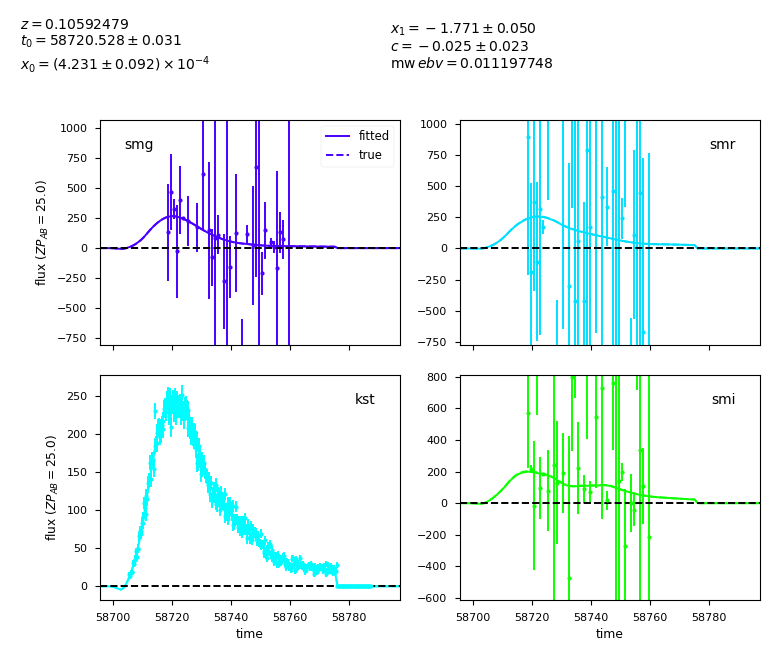 z = 0.10592479
t₀ = 58720.528 ± 0.031
x₀ = (4.231 ± 0.092) × 10⁻⁴
x₁ = −1.771 ± 0.050
c = −0.025 ± 0.023
mw ebv = 0.011197748
smg
fitted
true
1000
750
500
250
0
−250
−500
−750
flux (ZP_AB = 25.0)
smr
1000
750
500
250
0
−250
−500
−750
kst
250
200
150
100
50
0
flux (ZP_AB = 25.0)
58700 58720 58740 58760 58780
time
smi
800
600
400
200
0
−200
−400
−600
58700 58720 58740 58760 58780
time